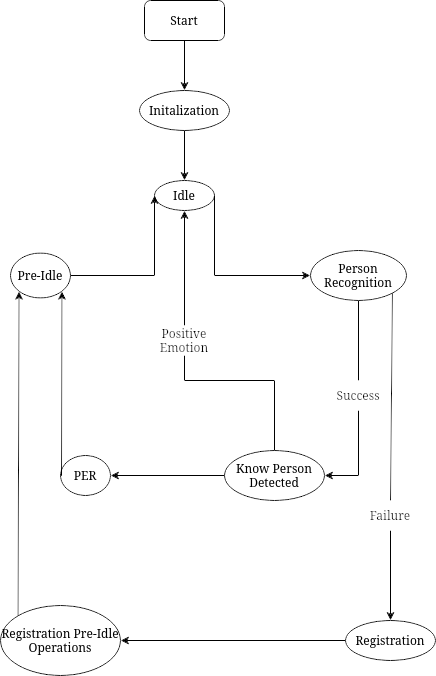 Start
Initalization
Idle
Pre-Idle
Person
Recognition
Positive
Emotion
Success
PER
Know Person
Detected
Failure
Registration Pre-Idle
Operations
Registration